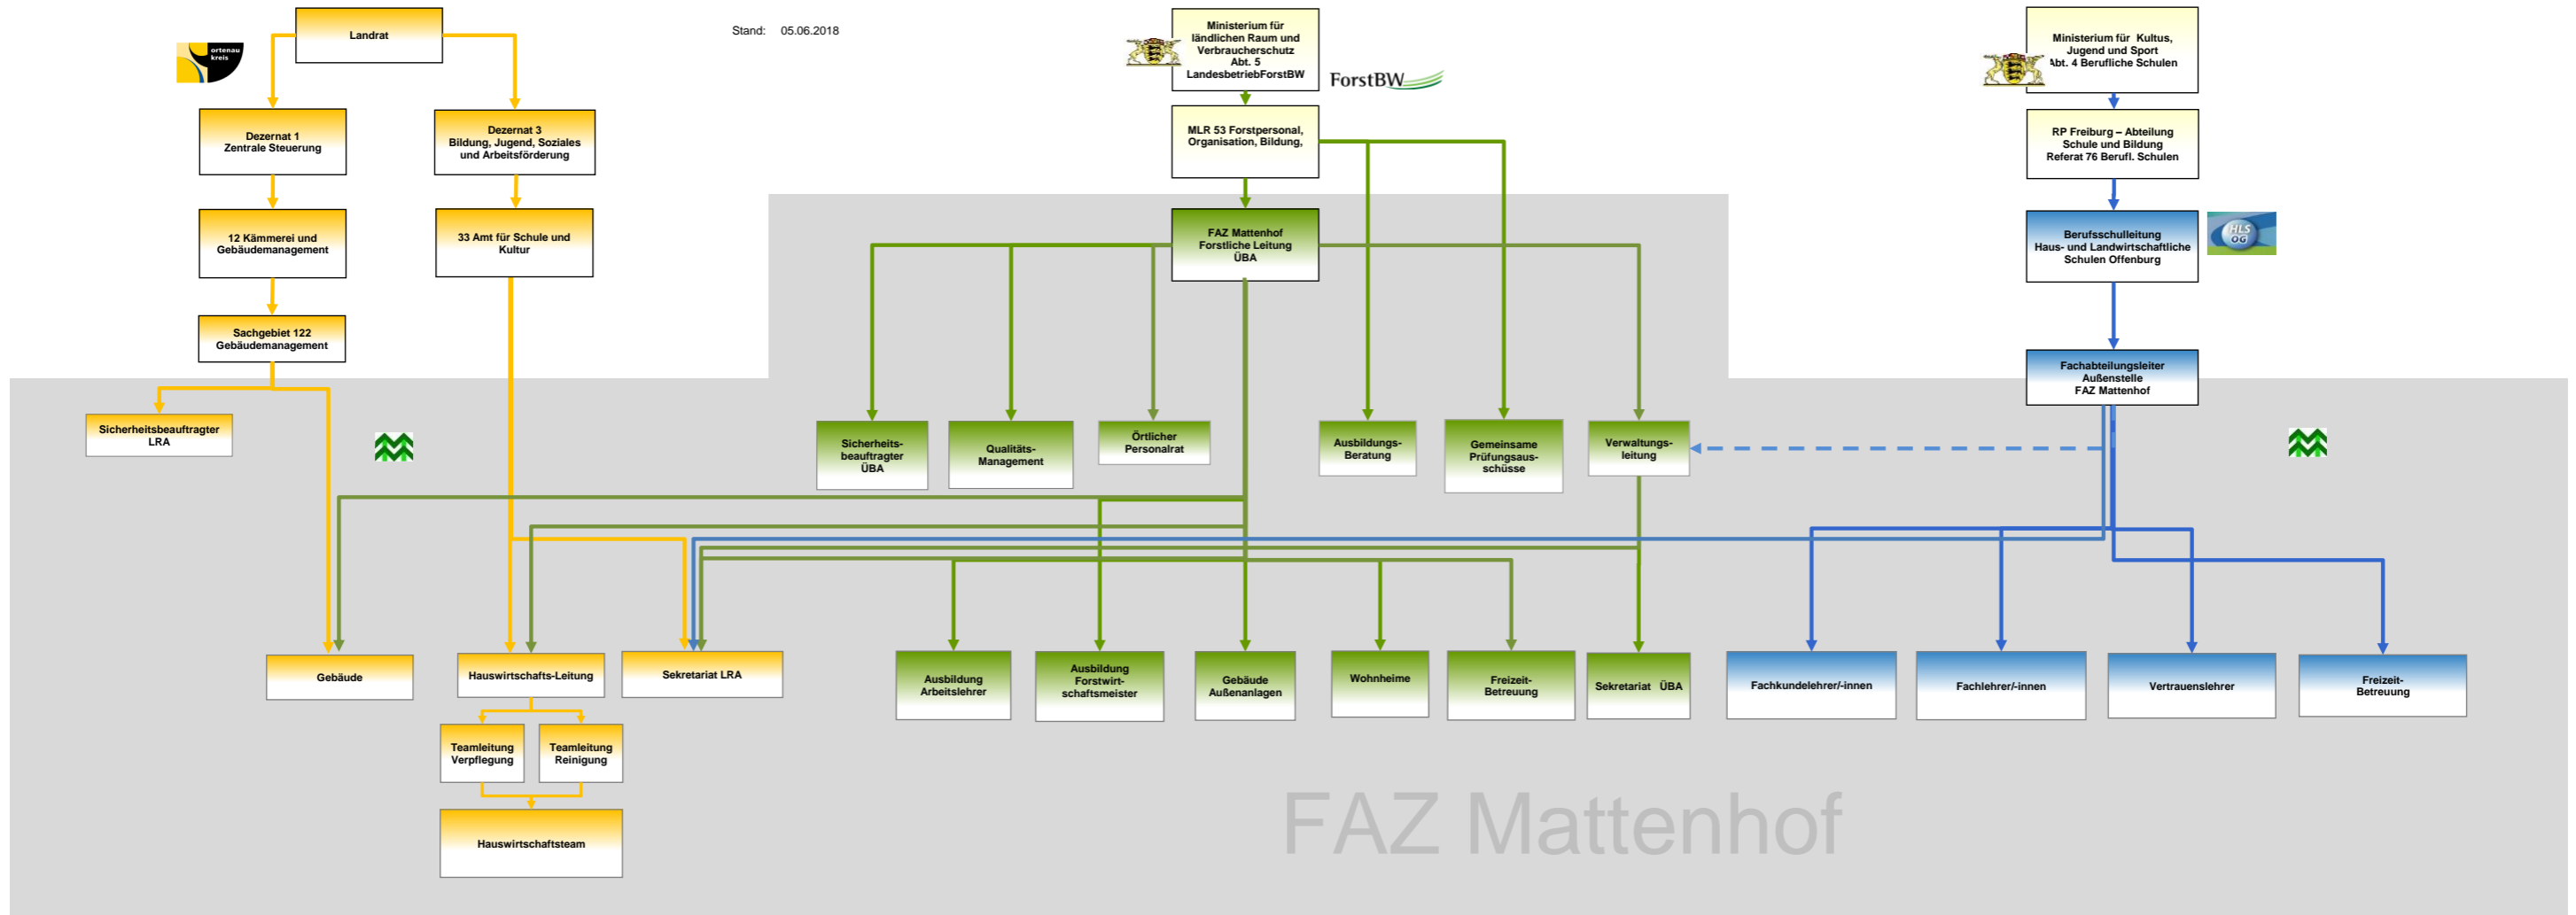 Landrat
ortenau
kreis
Stand: 05.06.2018
Ministerium für
ländlichen Raum und
Verbraucherschutz
Abt. 5
LandesbetriebForstBW
ForstBW
Ministerium für Kultus,
Jugend und Sport
Abt. 4 Berufliche Schulen
Dezernat 1
Zentrale Steuerung
Dezernat 3
Bildung, Jugend, Soziales
und Arbeitsförderung
MLR 53 Forstpersonal,
Organisation, Bildung,
RP Freiburg – Abteilung
Schule und Bildung
Referat 76 Berufl. Schulen
12 Kämmerei und
Gebäudemanagement
33 Amt für Schule und
Kultur
FAZ Mattenhof
Forstliche Leitung
ÜBA
Berufsschulleitung
Haus- und Landwirtschaftliche
Schulen Offenburg
HLS
OG
Sachgebiet 122
Gebäudemanagement
Fachabteilungsleiter
Außenstelle
FAZ Mattenhof
Sicherheitsbeauftragter
LRA
Sicherheits-
beauftragter
ÜBA
Qualitäts-
Management
Örtlicher
Personalrat
Ausbildungs-
Beratung
Gemeinsame
Prüfungsaus-
schüsse
Verwaltungs-
leitung
Gebäude
Hauswirtschafts-Leitung
Sekretariat LRA
Ausbildung
Arbeitslehrer
Ausbildung
Forstwirt-
schaftsmeister
Gebäude
Außenanlagen
Wohnheime
Freizeit-
Betreuung
Sekretariat ÜBA
Fachkundelehrer/-innen
Fachlehrer/-innen
Vertrauenslehrer
Freizeit-
Betreuung
Teamleitung
Verpflegung
Teamleitung
Reinigung
Hauswirtschaftsteam
FAZ Mattenhof